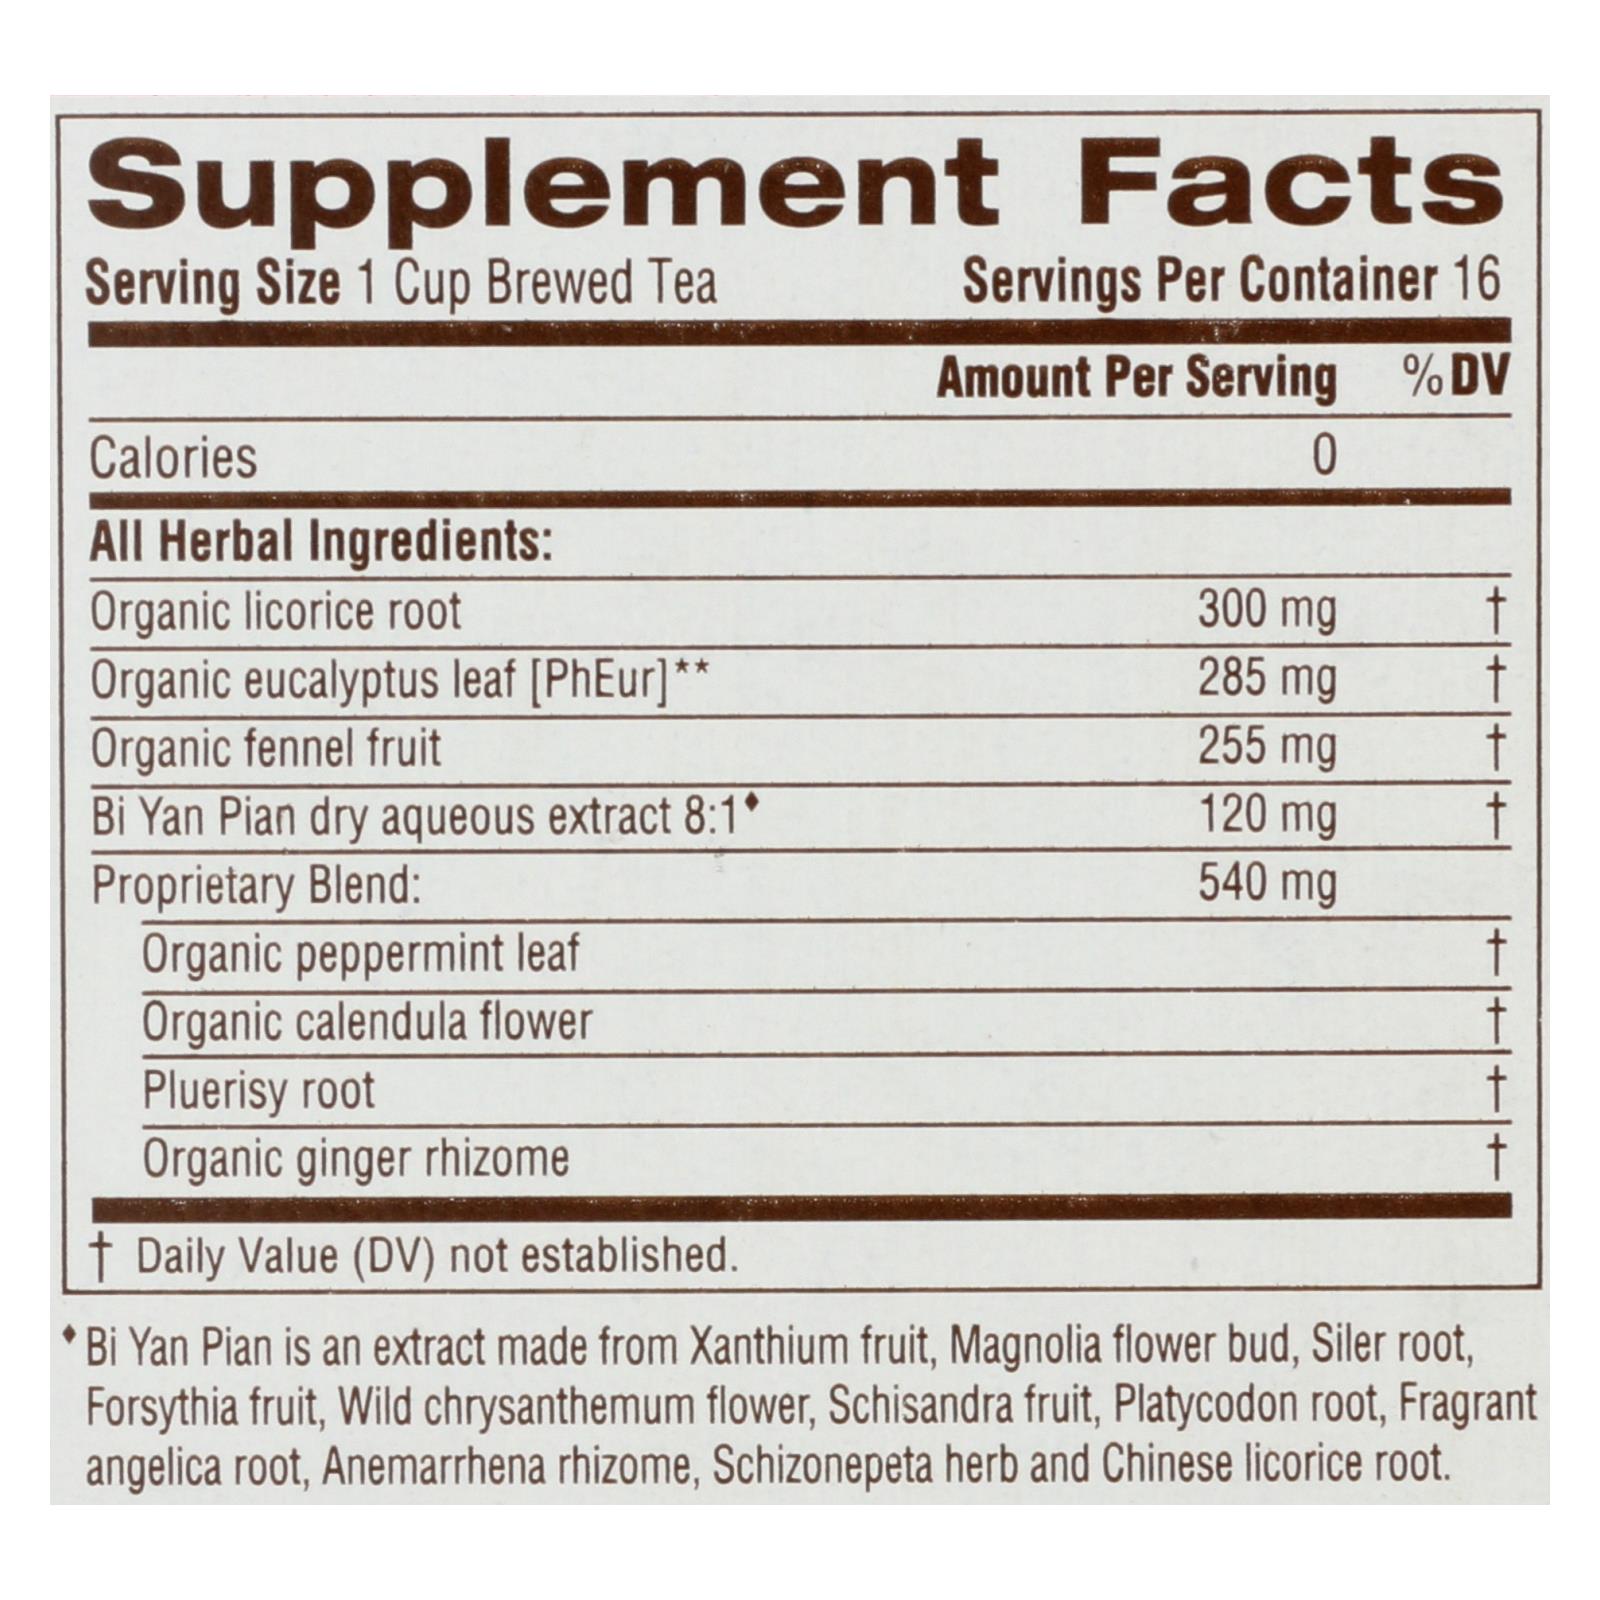 Supplement Facts
Serving Size 1 Cup Brewed Tea Servings Per Container 16
Amount Per Serving % DV
Calories 0
All Herbal Ingredients:
Organic licorice root 300 mg †
Organic eucalyptus leaf [PhEur]** 285 mg †
Organic fennel fruit 255 mg †
Bi Yan Pian dry aqueous extract 8:1♦ 120 mg †
Proprietary Blend: 540 mg
Organic peppermint leaf †
Organic calendula flower †
Pluerisy root †
Organic ginger rhizome †
† Daily Value (DV) not established.
♦ Bi Yan Pian is an extract made from Xanthium fruit, Magnolia flower bud, Siler root,
Forsythia fruit, Wild chrysanthemum flower, Schisandra fruit, Platycodon root, Fragrant
angelica root, Anemarrhena rhizome, Schizonepeta herb and Chinese licorice root.